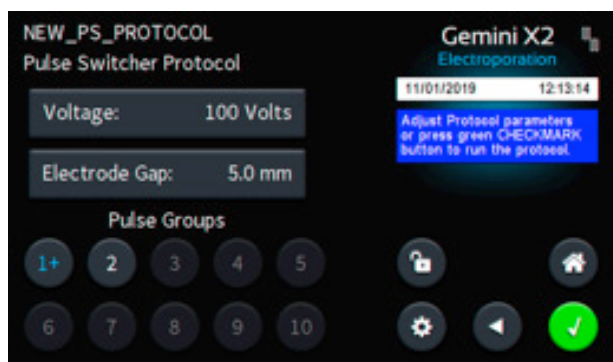 NEW_PS_PROTOCOL
Pulse Switcher Protocol
Gemini X2
Electroporation
11/01/2019 12:13:14
Voltage: 100 Volts
Adjust Protocol parameters
or press green CHECKMARK
button to run the protocol.
Electrode Gap: 5.0 mm
Pulse Groups
1+ 2 3 4 5
6 7 8 9 10